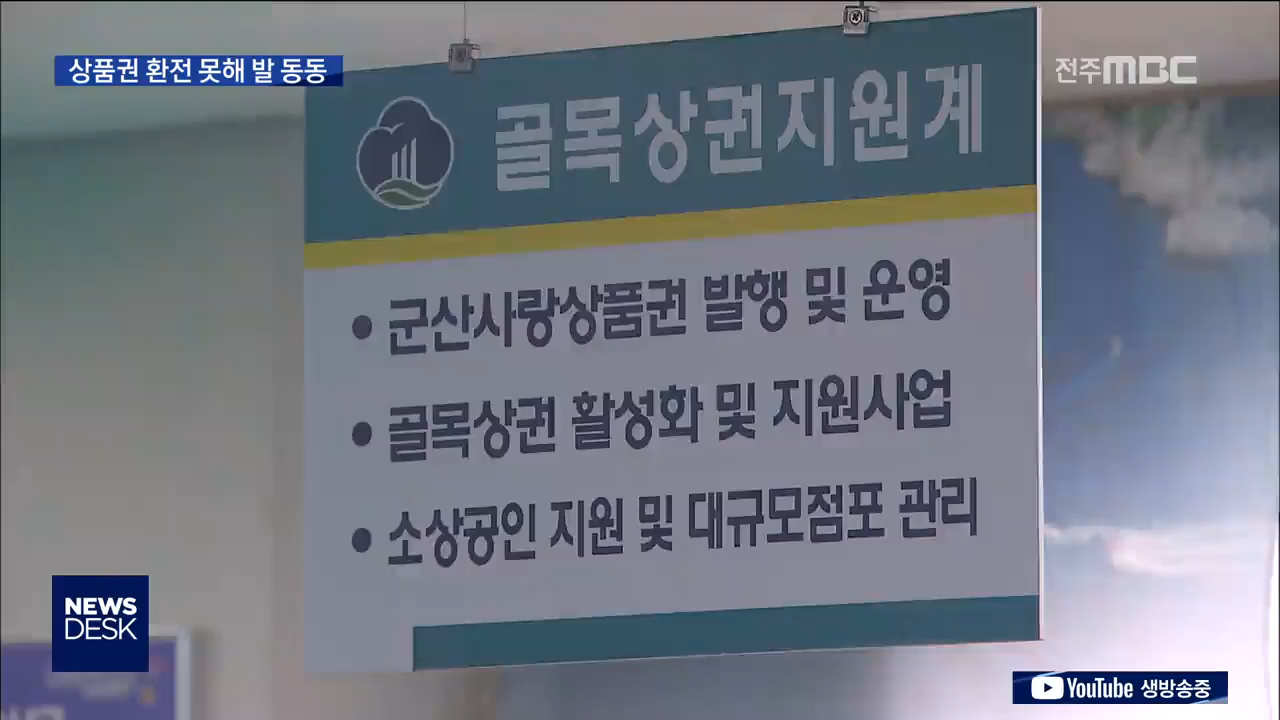 상품권 환전 못해 발 동동
전주MBC
골목상권지원계
• 군산사랑상품권 발행 및 운영
• 골목상권 활성화 및 지원사업
• 소상공인 지원 및 대규모점포 관리
NEWS
DESK
YouTube 생방송중